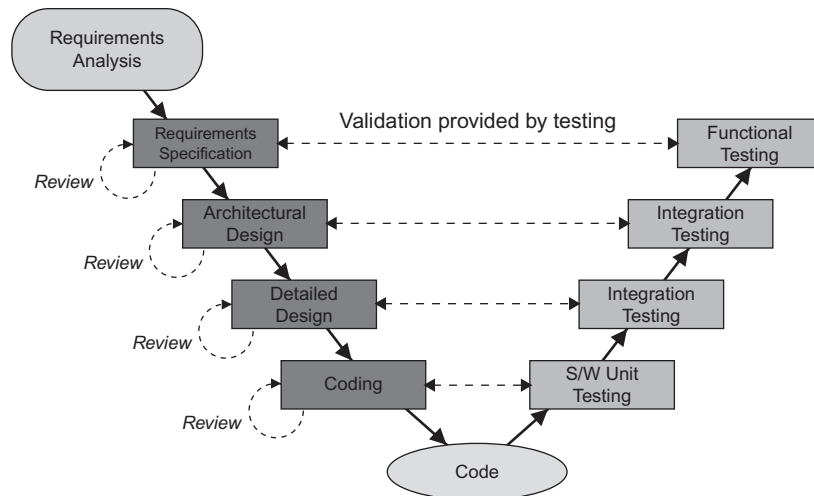 Requirements
Analysis
Validation provided by testing
Requirements
Specification
Functional
Testing
Review
Architectural
Design
Integration
Testing
Review
Detailed
Design
Integration
Testing
Review
Coding
S/W Unit
Testing
Review
Code